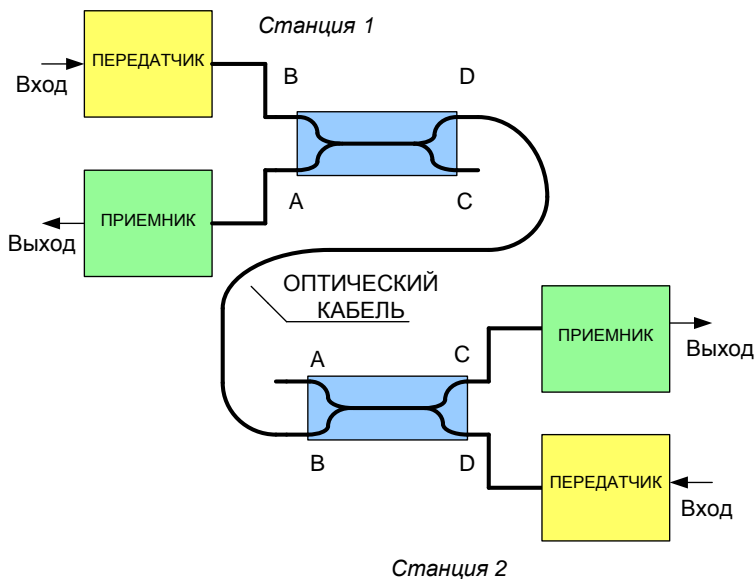 Станция 1
ПЕРЕДАТЧИК
Вход
B
D
ПРИЕМНИК
A
C
Выход
ОПТИЧЕСКИЙ
КАБЕЛЬ
A
C
ПРИЕМНИК
Выход
B
D
ПЕРЕДАТЧИК
Вход
Станция 2